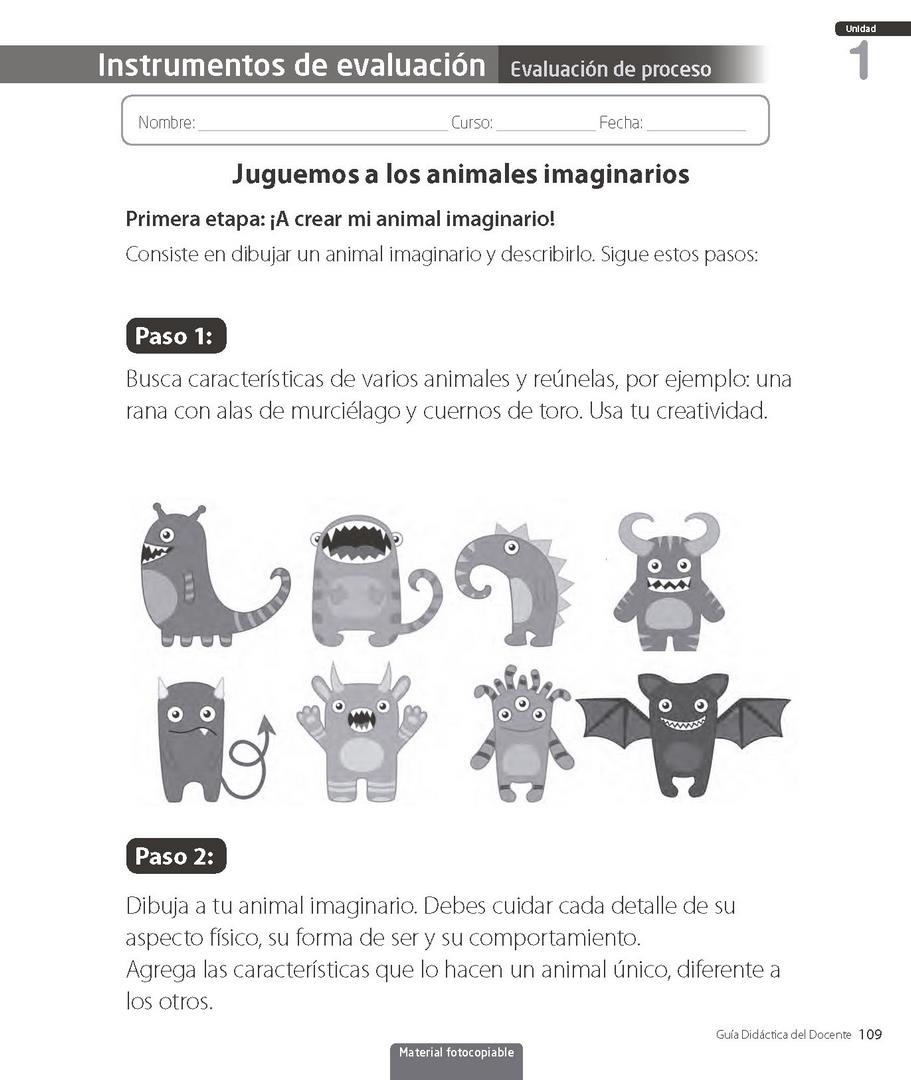 Unidad
1
Instrumentos de evaluación Evaluación de proceso
Nombre: Curso: Fecha:
Juguemos a los animales imaginarios
Primera etapa: ¡A crear mi animal imaginario!
Consiste en dibujar un animal imaginario y describirlo. Sigue estos pasos:
Paso 1:
Busca características de varios animales y reúnelas, por ejemplo: una
rana con alas de murciélago y cuernos de toro. Usa tu creatividad.
Paso 2:
Dibuja a tu animal imaginario. Debes cuidar cada detalle de su
aspecto físico, su forma de ser y su comportamiento.
Agrega las características que lo hacen un animal único, diferente a
los otros.
Guía Didáctica del Docente 109
Material fotocopiable